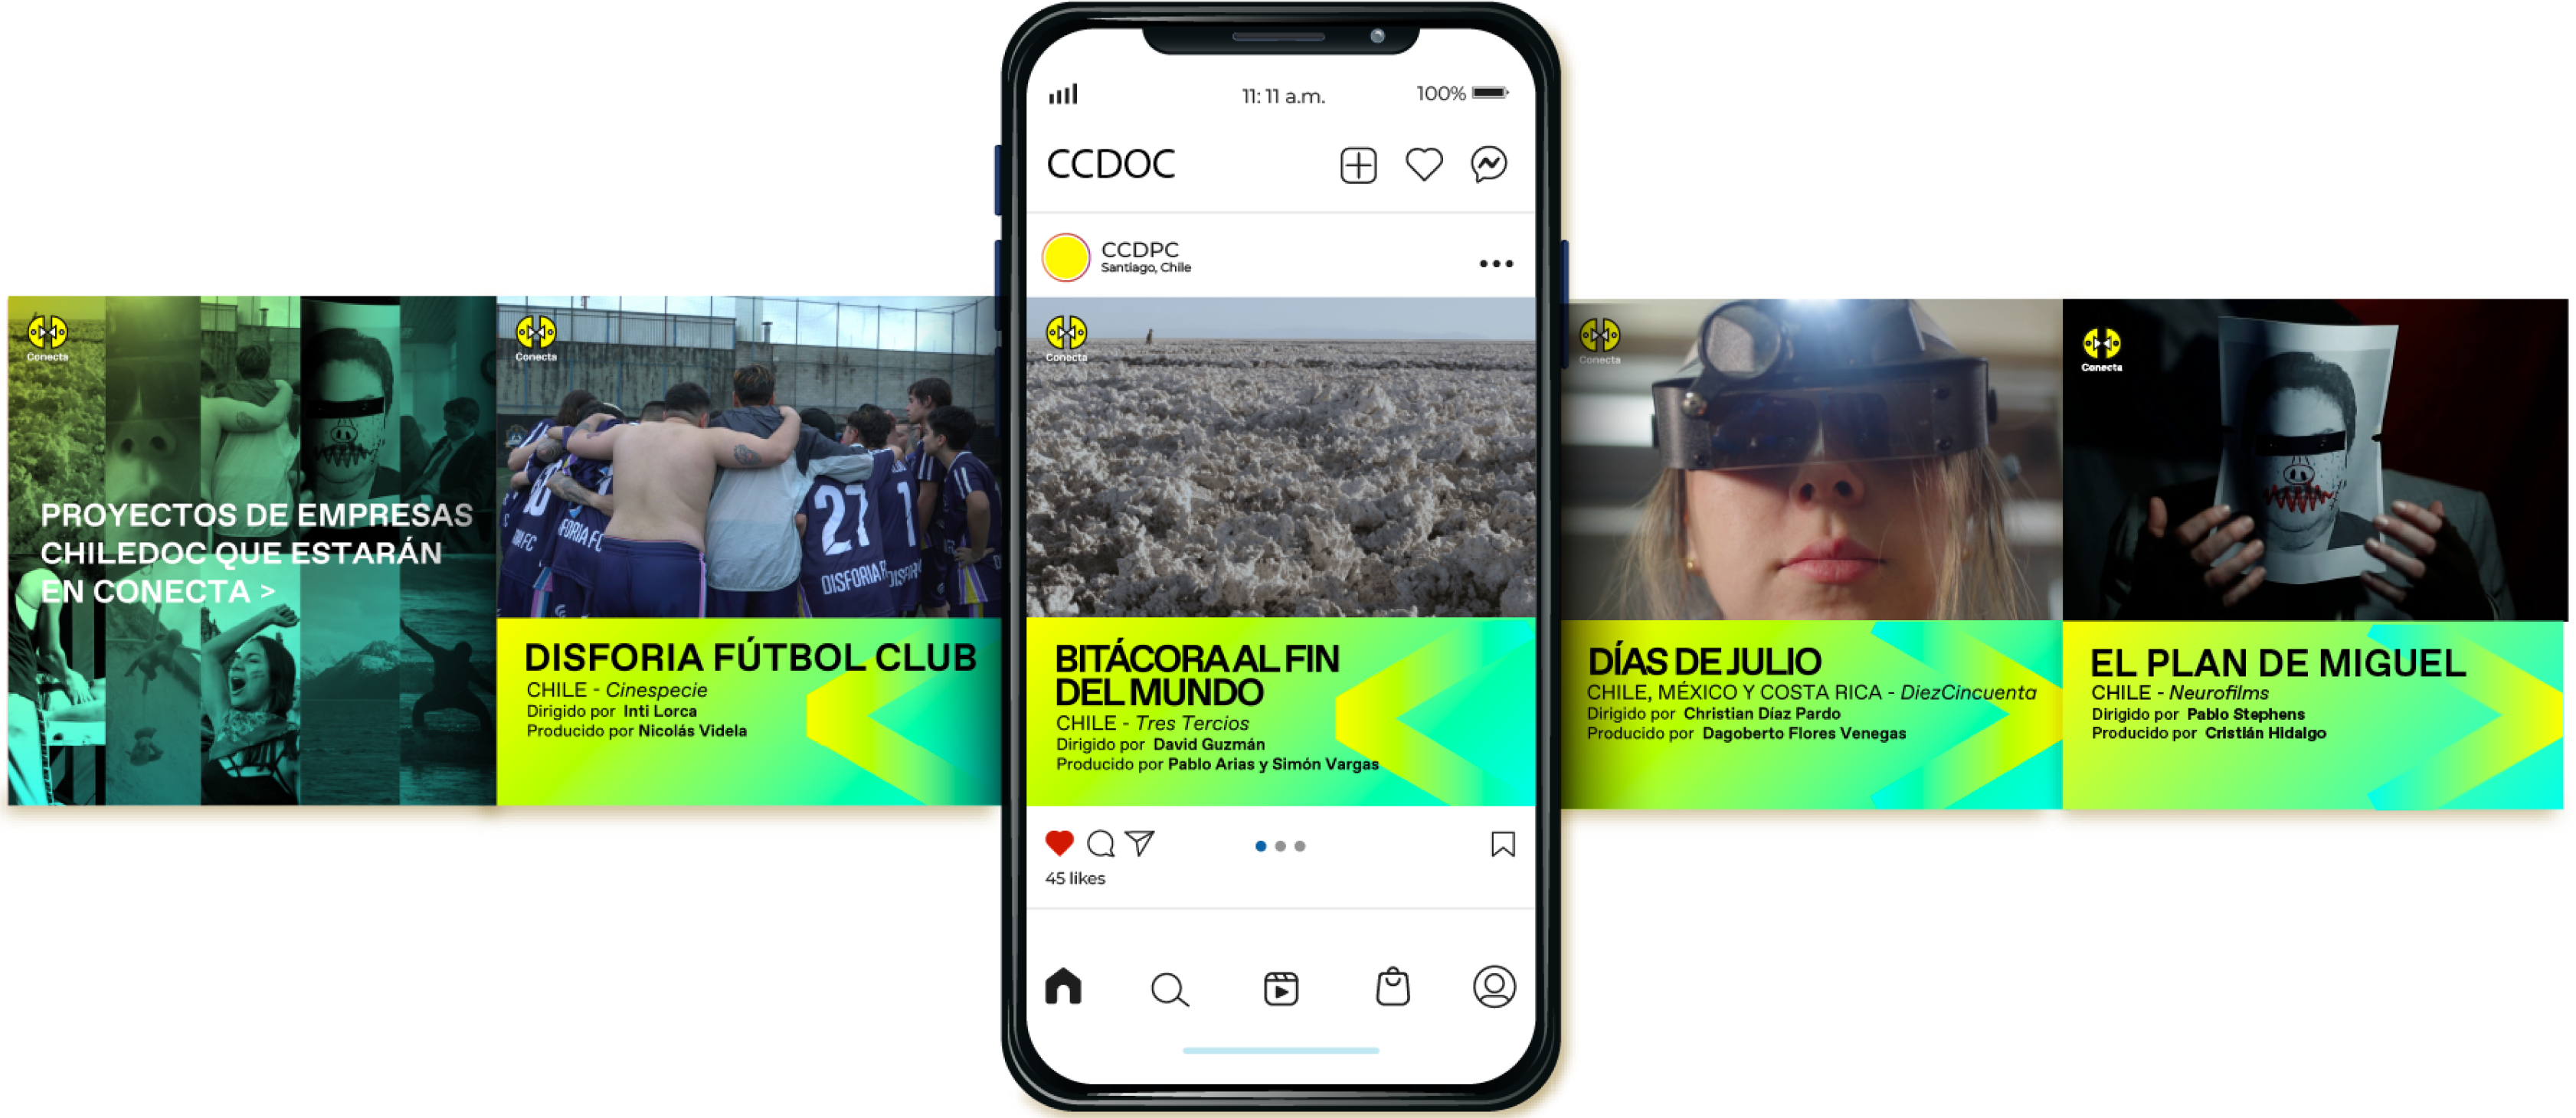 Conecta
PROYECTOS DE EMPRESAS
CHILEDOC QUE ESTARÁN
EN CONECTA >
Conecta
27
1
DISFORIA
DISFORIA FÚTBOL CLUB
CHILE - Cinespecie
Dirigido por Inti Lorca
Producido por Nicolás Videla
11:11 a.m.
100%
CCDOC
CCDPC
Santiago, Chile
Conecta
BITÁCORA AL FIN
DEL MUNDO
CHILE - Tres Tercios
Dirigido por David Guzmán
Producido por Pablo Arias y Simón Vargas
45 likes
Conecta
DÍAS DE JULIO
CHILE, MÉXICO Y COSTA RICA - DiezCincuenta
Dirigido por Christian Díaz Pardo
Producido por Dagoberto Flores Venegas
Conecta
EL PLAN DE MIGUEL
CHILE - Neurofilms
Dirigido por Pablo Stephens
Producido por Cristián Hidalgo